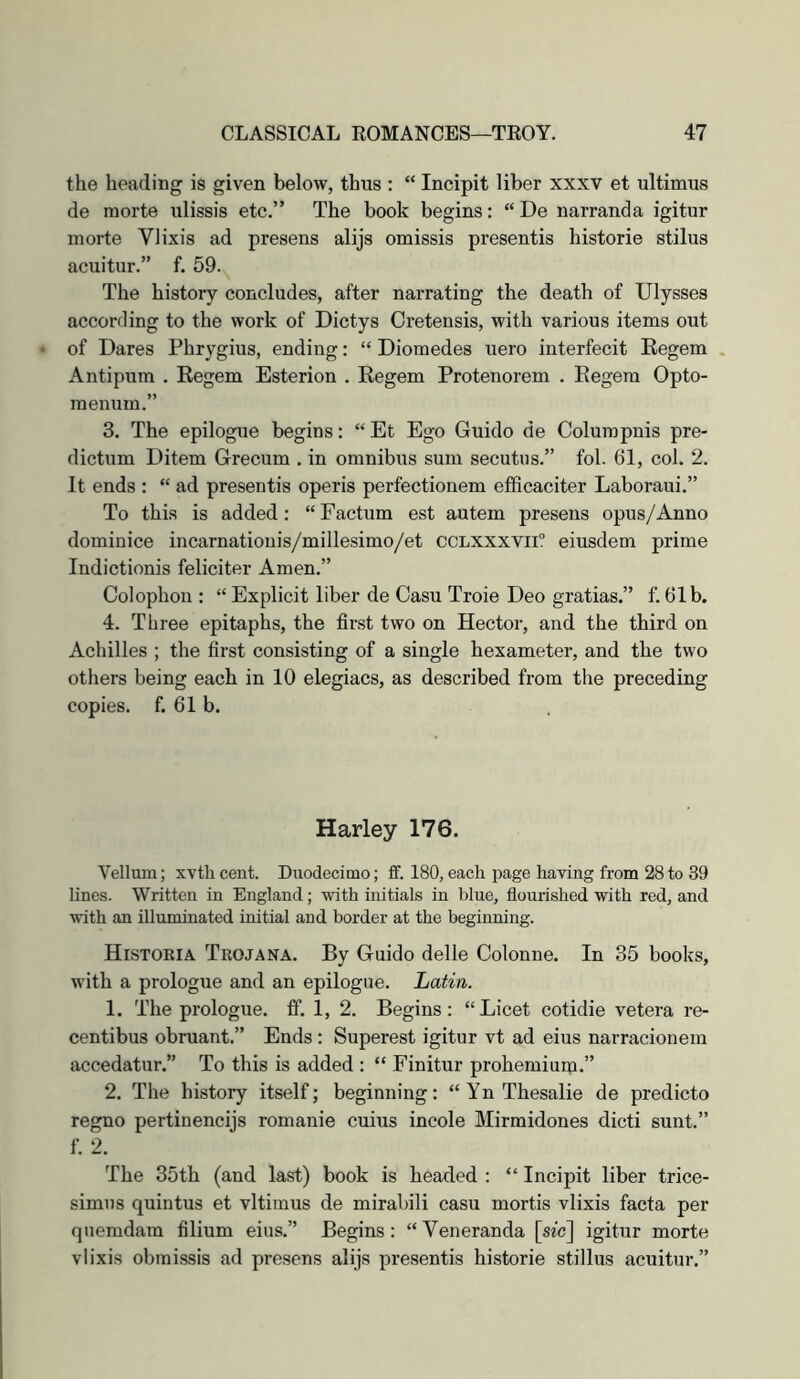 CLASSICAL ROMANCES—TROY. 47
the heading is given below, thus : “ Incipit liber xxxv et ultimus
de morte ulissis etc.” The book begins: “ De narranda igitur
morte Vlixis ad presens alijs omissis presentis historie stilus
acuitur.” f. 59.
The history concludes, after narrating the death of Ulysses
according to the work of Dictys Cretensis, with various items out
of Dares Phrygius, ending: “ Diomedes uero interfecit Regem
Antipum . Regem Esterion . Regem Protenorem . Regem Opto-
menum.”
3. The epilogue begins: “ Et Ego Guido de Columpnis pre-
dictum Ditem Grecum . in omnibus sum secutus.” fol. 61, col. 2.
It ends : “ ad presentis operis perfectionem efficaciter Laboraui.”
To this is added: “ Factum est autem presens opus/Anno
dominice incarnationis/millesimo/et CCLXXXVIIº eiusdem prime
Indictionis feliciter Amen.”
Colophon : “ Explicit liber de Casu Troie Deo gratias.” f. 61 b.
4. Three epitaphs, the first two on Hector, and the third on
Achilles ; the first consisting of a single hexameter, and the two
others being each in 10 elegiacs, as described from the preceding
copies. f. 61 b.
Harley 176.
Vellum; xvth cent. Duodecimo; ff. 180, each page having from 28 to 39
lines. Written in England; with initials in blue, flourished with red, and
with an illuminated initial and border at the beginning.
HISTORIA TROJANA. By Guido delle Colonne. In 35 books,
with a prologue and an epilogue. Latin.
1. The prologue. ff. 1, 2. Begins : “ Licet cotidie vetera re-
centibus obruant.” Ends : Superest igitur vt ad eius narracionem
accedatur.” To this is added : “ Finitur prohemium.”
2. The history itself; beginning: “ Yn Thesalie de predicto
regno pertinencijs romanie cuius incole Mirmidones dicti sunt.”
f. 2.
The 35th (and last) book is headed : “ Incipit liber trice-
simus quintus et vltimus de mirabili casu mortis vlixis facta per
quemdam filium eius.” Begins : “ Veneranda [sic] igitur morte
vlixis obmissis ad presens alijs presentis historie stillus acuitur.”